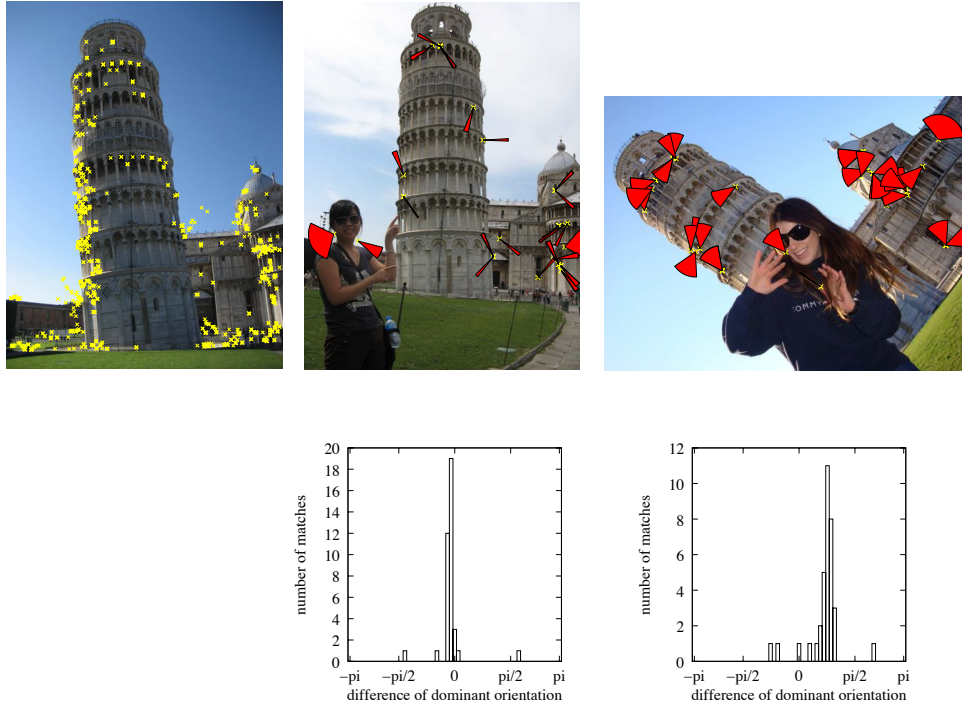 TOMMY
20
18
16
14
12
10
8
6
4
2
0
number of matches
−pi −pi/2 0 pi/2 pi
difference of dominant orientation
12
10
8
6
4
2
0
number of matches
−pi −pi/2 0 pi/2 pi
difference of dominant orientation